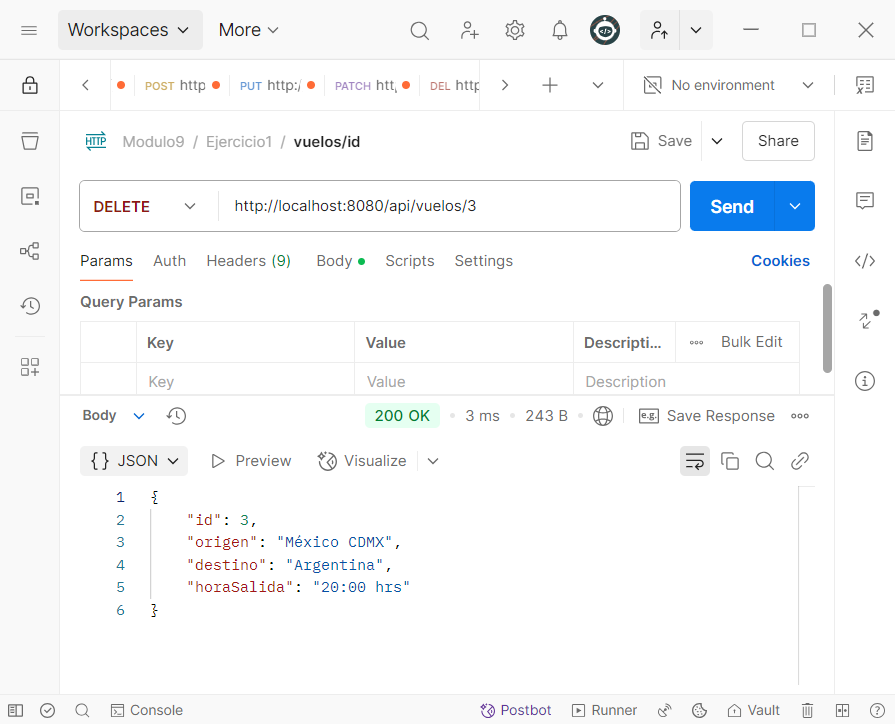 Workspaces More
POST http PUT http:/ PATCH htt DEL http No environment
HTTP Modulo9 / Ejercicio1 / vuelos/id Save Share
DELETE http://localhost:8080/api/vuelos/3 Send
Params Auth Headers (9) Body Scripts Settings Cookies
Query Params
Key Value Descripti... Bulk Edit
Key Value Description
Body 200 OK 3 ms 243 B e.g. Save Response
{} JSON Preview Visualize
1 {
2 "id": 3,
3 "origen": "México CDMX",
4 "destino": "Argentina",
5 "horaSalida": "20:00 hrs"
6 }
Console Postbot Runner Vault